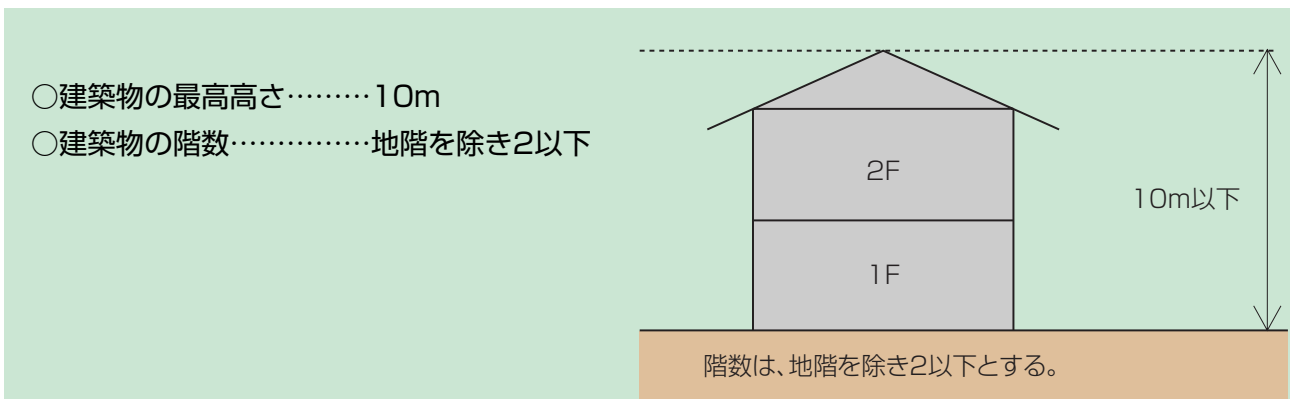 ○建築物の最高高さ………10m
○建築物の階数……………地階を除き2以下
2F
10m以下
1F
階数は、地階を除き2以下とする。